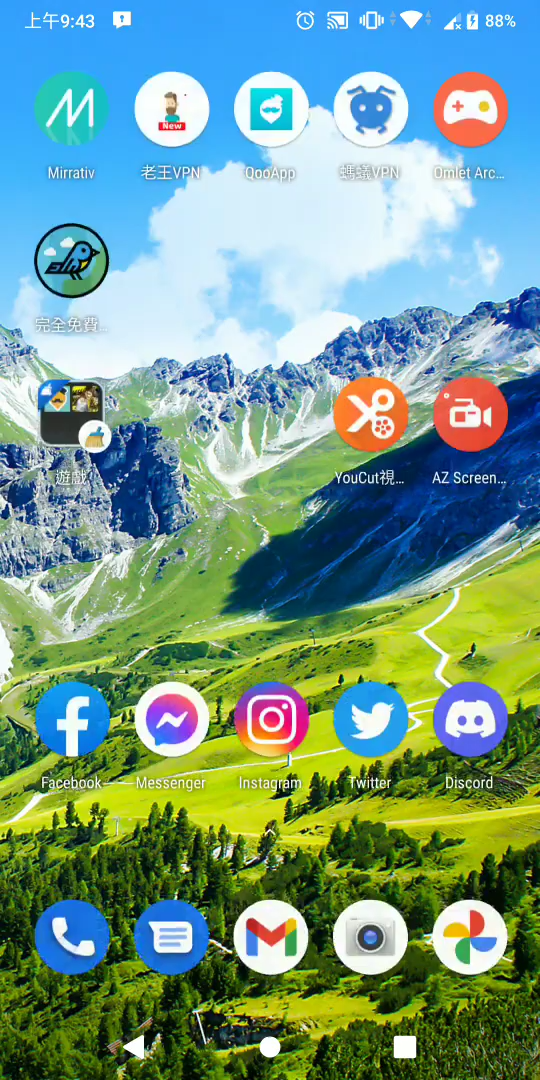 上午9:43
88%
Mirrativ
老王VPN
QooApp
螞蟻VPN
Omlet Arc…
New
完全免費…
遊戲
YouCut視…
AZ Screen…
Facebook
Messenger
Instagram
Twitter
Discord